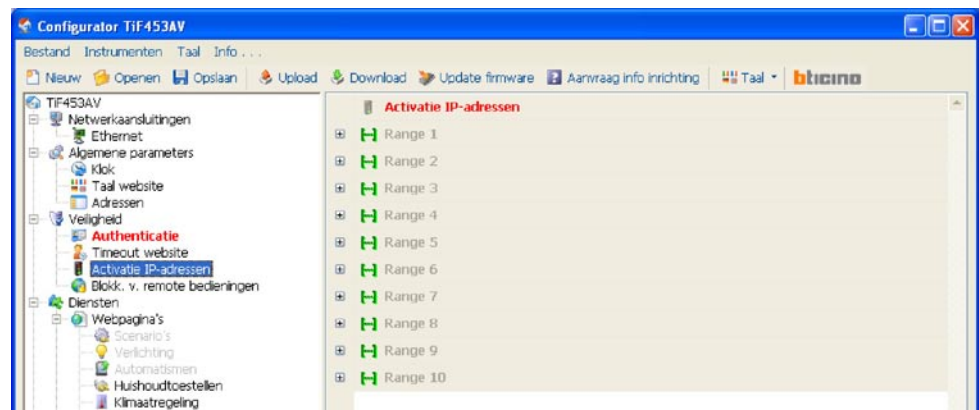 Configurator TiF453AV
Bestand Instrumenten Taal Info . . .
Nieuw Openen Opslaan Upload Download Update firmware Aanvraag info inrichting Taal bticino
TiF453AV
Netwerkaansluitingen
Ethernet
Algemene parameters
Klok
Taal website
Adressen
Veiligheid
Authenticatie
Timeout website
Activatie IP-adressen
Blokk. v. remote bedieningen
Diensten
Webpagina's
Scenario's
Verlichting
Automatismen
Huishoudtoestellen
Klimaatregeling
Activatie IP-adressen
Range 1
Range 2
Range 3
Range 4
Range 5
Range 6
Range 7
Range 8
Range 9
Range 10